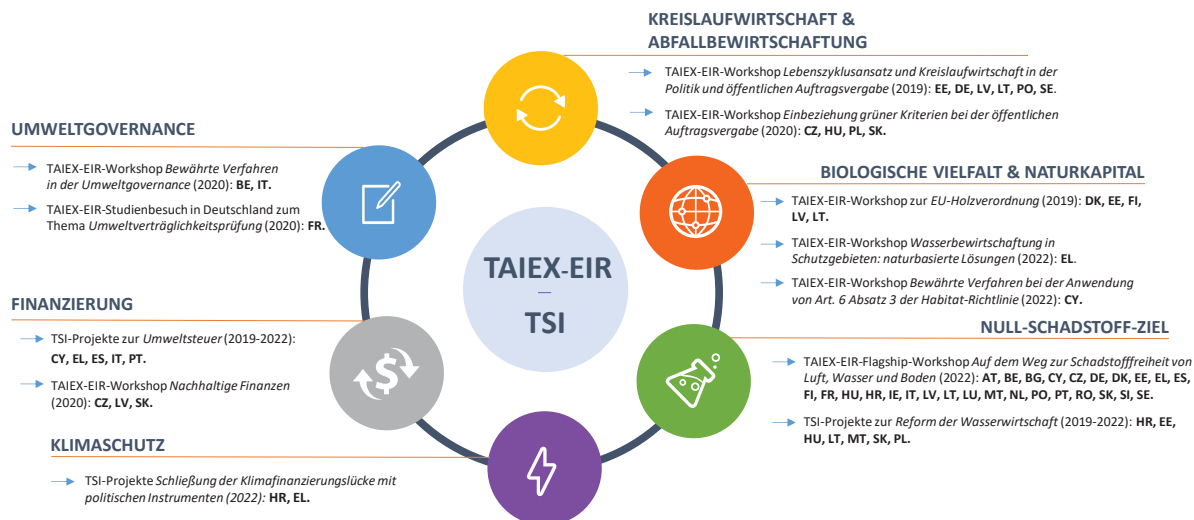 KREISLAUFWIRTSCHAFT &
ABFALLBEWIRTSCHAFTUNG
TAIEX-EIR-Workshop Lebenszyklusansatz und Kreislaufwirtschaft in der
Politik und öffentlichen Auftragsvergabe (2019): EE, DE, LV, LT, PO, SE.
TAIEX-EIR-Workshop Einbeziehung grüner Kriterien bei der öffentlichen
Auftragsvergabe (2020): CZ, HU, PL, SK.
UMWELTGOVERNANCE
TAIEX-EIR-Workshop Bewährte Verfahren
in der Umweltgovernance (2020): BE, IT.
TAIEX-EIR-Studienbesuch in Deutschland zum
Thema Umweltverträglichkeitsprüfung (2020): FR.
BIOLOGISCHE VIELFALT & NATURKAPITAL
TAIEX-EIR-Workshop zur EU-Holzverordnung (2019): DK, EE, FI,
LV, LT.
TAIEX-EIR-Workshop Wasserbewirtschaftung in
Schutzgebieten: naturbasierte Lösungen (2022): EL.
TAIEX-EIR-Workshop Bewährte Verfahren bei der Anwendung
von Art. 6 Absatz 3 der Habitat-Richtlinie (2022): CY.
TAIEX-EIR
–
TSI
FINANZIERUNG
TSI-Projekte zur Umweltsteuer (2019-2022):
CY, EL, ES, IT, PT.
TAIEX-EIR-Workshop Nachhaltige Finanzen
(2020): CZ, LV, SK.
$
NULL-SCHADSTOFF-ZIEL
TAIEX-EIR-Flagship-Workshop Auf dem Weg zur Schadstofffreiheit von
Luft, Wasser und Boden (2022): AT, BE, BG, CY, CZ, DE, DK, EE, EL, ES,
FI, FR, HU, HR, IE, IT, LV, LT, LU, MT, NL, PO, PT, RO, SK, SI, SE.
TSI-Projekte zur Reform der Wasserwirtschaft (2019-2022): HR, EE,
HU, LT, MT, SK, PL.
KLIMASCHUTZ
TSI-Projekte Schließung der Klimafinanzierungslücke mit
politischen Instrumenten (2022): HR, EL.